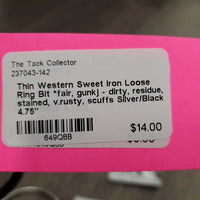 The Tack Collector
237043-142
Thin Western Sweet Iron Loose
Ring Bit *fair, gunk) - dirty, residue,
stained, v.rusty, scuffs Silver/Black
4.75"
$14.00
649QBB